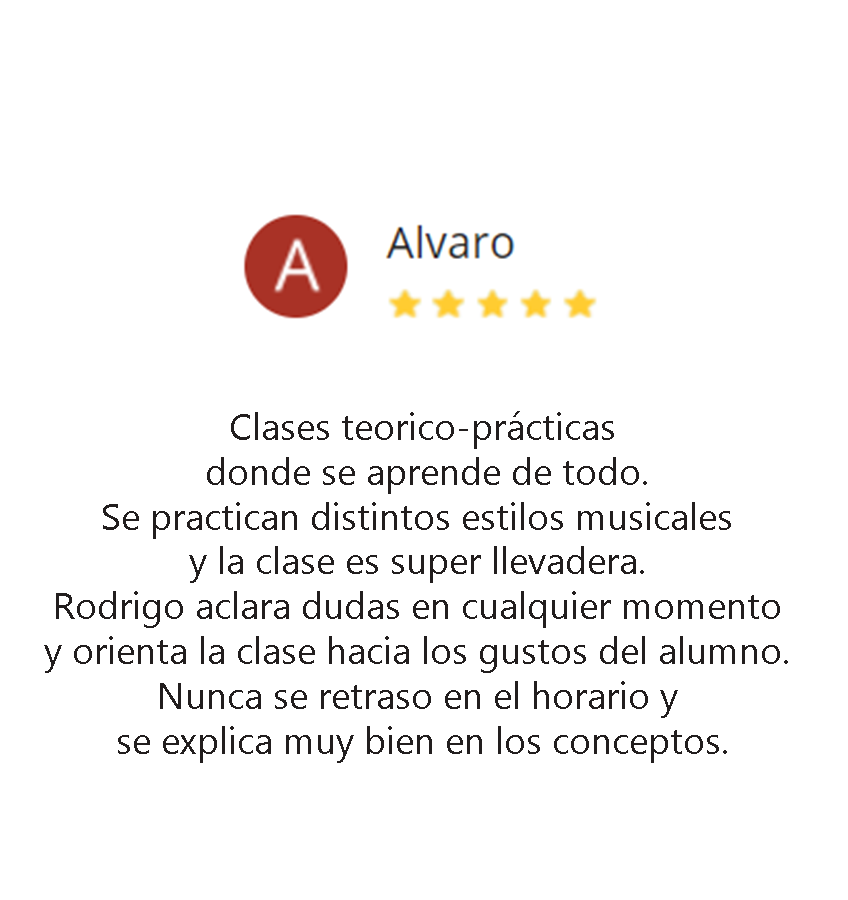 A
Alvaro
Clases teorico-prácticas
donde se aprende de todo.
Se practican distintos estilos musicales
y la clase es super llevadera.
Rodrigo aclara dudas en cualquier momento
y orienta la clase hacia los gustos del alumno.
Nunca se retraso en el horario y
se explica muy bien en los conceptos.